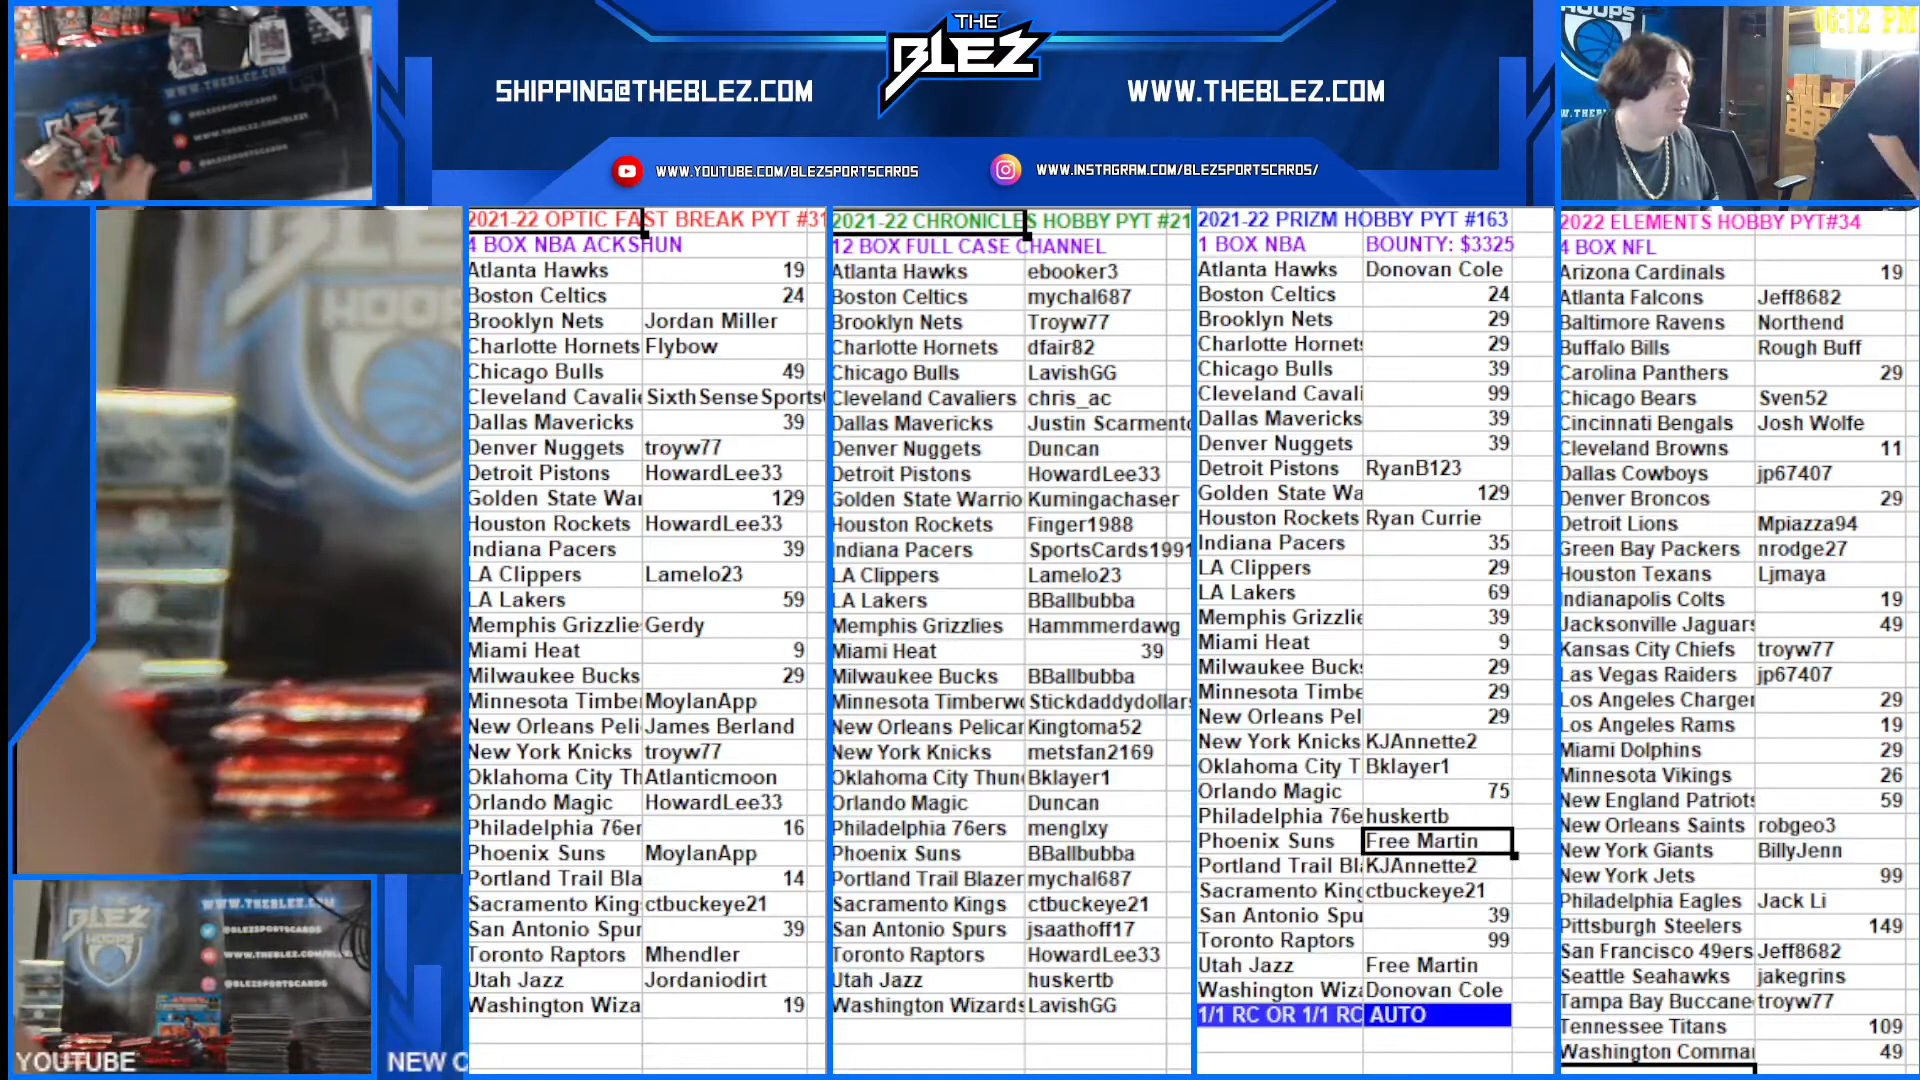 THE
BLEZ
SHIPPING@THEBLEZ.COM
WWW.THEBLEZ.COM
WWW.YOUTUBE.COM/BLEZSPORTSCARDS
WWW.INSTAGRAM.COM/BLEZSPORTSCARDS/
HOOPS
06:12 PM
2021-22 OPTIC FAST BREAK PYT #31
4 BOX NBA ACKSHUN
Atlanta Hawks 19
Boston Celtics 24
Brooklyn Nets Jordan Miller
Charlotte Hornets Flybow
Chicago Bulls 49
Cleveland Cavalie SixthSenseSports
Dallas Mavericks 39
Denver Nuggets troyw77
Detroit Pistons HowardLee33
Golden State War 129
Houston Rockets HowardLee33
Indiana Pacers 39
LA Clippers Lamelo23
LA Lakers 59
Memphis Grizzlie Gerdy
Miami Heat 9
Milwaukee Bucks 29
Minnesota Timbe MoylanApp
New Orleans Peli James Berland
New York Knicks troyw77
Oklahoma City Th Atlanticmoon
Orlando Magic HowardLee33
Philadelphia 76er 16
Phoenix Suns MoylanApp
Portland Trail Bla 14
Sacramento King ctbuckeye21
San Antonio Spur 39
Toronto Raptors Mhendler
Utah Jazz Jordaniodirt
Washington Wiza 19
2021-22 CHRONICLES HOBBY PYT #21
12 BOX FULL CASE CHANNEL
Atlanta Hawks ebooker3
Boston Celtics mychal687
Brooklyn Nets Troyw77
Charlotte Hornets dfair82
Chicago Bulls LavishGG
Cleveland Cavaliers chris_ac
Dallas Mavericks Justin Scarmento
Denver Nuggets Duncan
Detroit Pistons HowardLee33
Golden State Warrio Kumingachaser
Houston Rockets Finger1988
Indiana Pacers SportsCards1991
LA Clippers Lamelo23
LA Lakers BBallbubba
Memphis Grizzlies Hammmerdawg
Miami Heat 39
Milwaukee Bucks BBallbubba
Minnesota Timberwo Stickdaddydollars
New Orleans Pelican Kingtoma52
New York Knicks metsfan2169
Oklahoma City Thun Bklayer1
Orlando Magic Duncan
Philadelphia 76ers menglxy
Phoenix Suns BBallbubba
Portland Trail Blazer mychal687
Sacramento Kings ctbuckeye21
San Antonio Spurs jsaathoff17
Toronto Raptors HowardLee33
Utah Jazz huskertb
Washington Wizards LavishGG
2021-22 PRIZM HOBBY PYT #163
1 BOX NBA BOUNTY: $3325
Atlanta Hawks Donovan Cole
Boston Celtics 24
Brooklyn Nets 29
Charlotte Hornets 29
Chicago Bulls 39
Cleveland Cavali 99
Dallas Mavericks 39
Denver Nuggets 39
Detroit Pistons RyanB123
Golden State Wa 129
Houston Rockets Ryan Currie
Indiana Pacers 35
LA Clippers 29
LA Lakers 69
Memphis Grizzlie 39
Miami Heat 9
Milwaukee Bucks 29
Minnesota Timbe 29
New Orleans Pel 29
New York Knicks KJAnnette2
Oklahoma City T Bklayer1
Orlando Magic 75
Philadelphia 76e huskertb
Phoenix Suns Free Martin
Portland Trail Bla KJAnnette2
Sacramento King ctbuckeye21
San Antonio Spu 39
Toronto Raptors 99
Utah Jazz Free Martin
Washington Wiza Donovan Cole
1/1 RC OR 1/1 RC AUTO
2022 ELEMENTS HOBBY PYT#34
4 BOX NFL
Arizona Cardinals 19
Atlanta Falcons Jeff8682
Baltimore Ravens Northend
Buffalo Bills Rough Buff
Carolina Panthers 29
Chicago Bears Sven52
Cincinnati Bengals Josh Wolfe
Cleveland Browns 11
Dallas Cowboys jp67407
Denver Broncos 29
Detroit Lions Mpiazza94
Green Bay Packers nrodge27
Houston Texans Ljmaya
Indianapolis Colts 19
Jacksonville Jaguars 49
Kansas City Chiefs troyw77
Las Vegas Raiders jp67407
Los Angeles Charger 29
Los Angeles Rams 19
Miami Dolphins 29
Minnesota Vikings 26
New England Patriots 59
New Orleans Saints robgeo3
New York Giants BillyJenn
New York Jets 99
Philadelphia Eagles Jack Li
Pittsburgh Steelers 149
San Francisco 49ers Jeff8682
Seattle Seahawks jakegrins
Tampa Bay Buccane troyw77
Tennessee Titans 109
Washington Comma 49
BLEZ
HOOPS
WWW.THEBLEZ.COM
@BLEZSPORTSCARDS
@BLEZSPORTSCARDS
YOUTUBE
NEW C